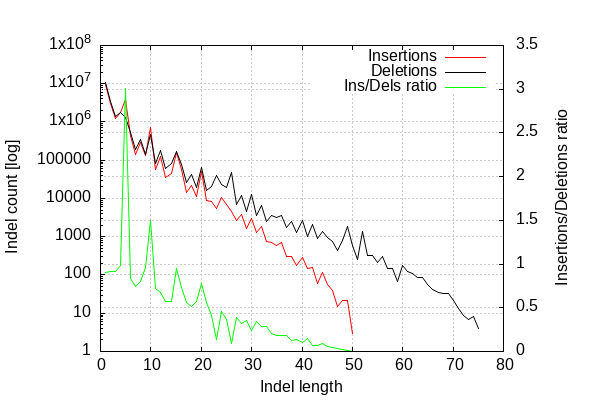 1x10^8
1x10^7
1x10^6
100000
10000
1000
100
10
1
Indel count [log]
Insertions
Deletions
Ins/Dels ratio
3.5
3
2.5
2
1.5
1
0.5
0
Insertions/Deletions ratio
0 10 20 30 40 50 60 70 80
Indel length